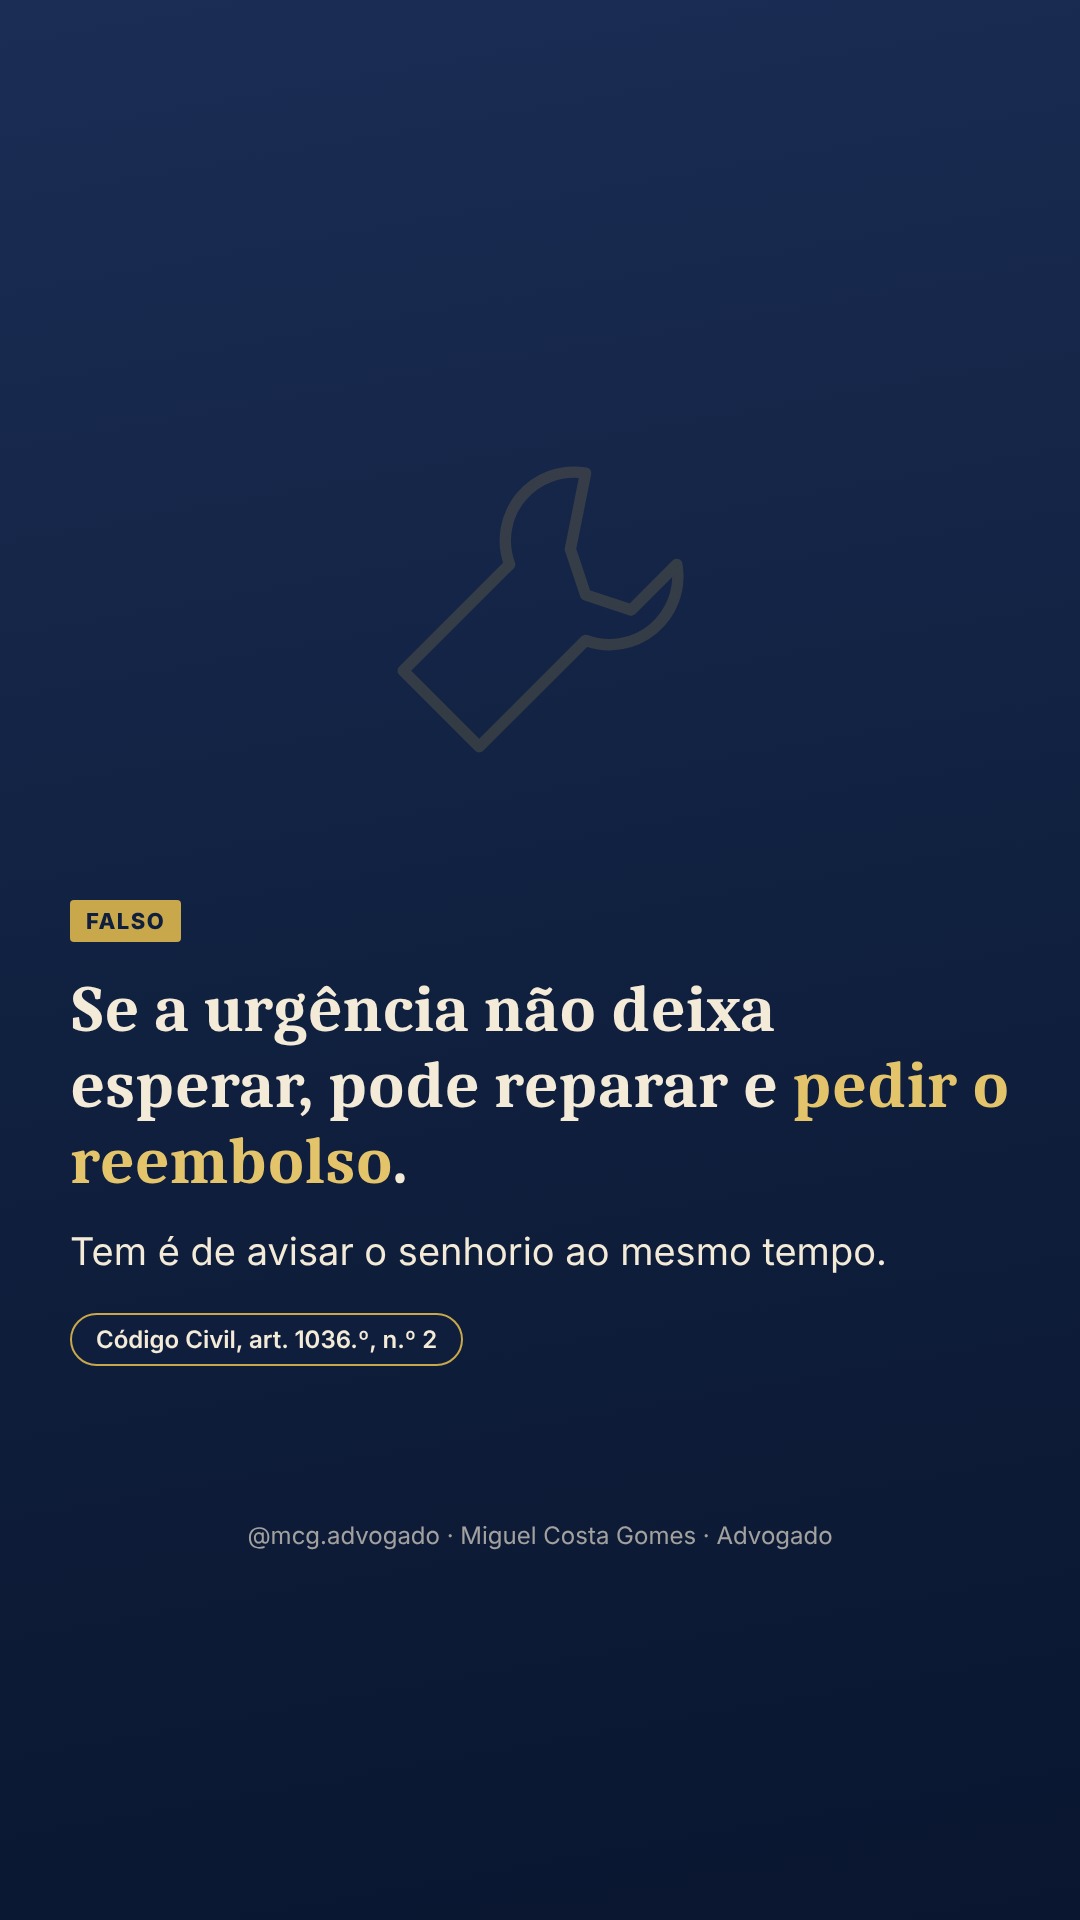 FALSO
Se a urgência não deixa
esperar, pode reparar e pedir o
reembolso.
Tem é de avisar o senhorio ao mesmo tempo.
Código Civil, art. 1036.º, n.º 2
@mcg.advogado · Miguel Costa Gomes · Advogado